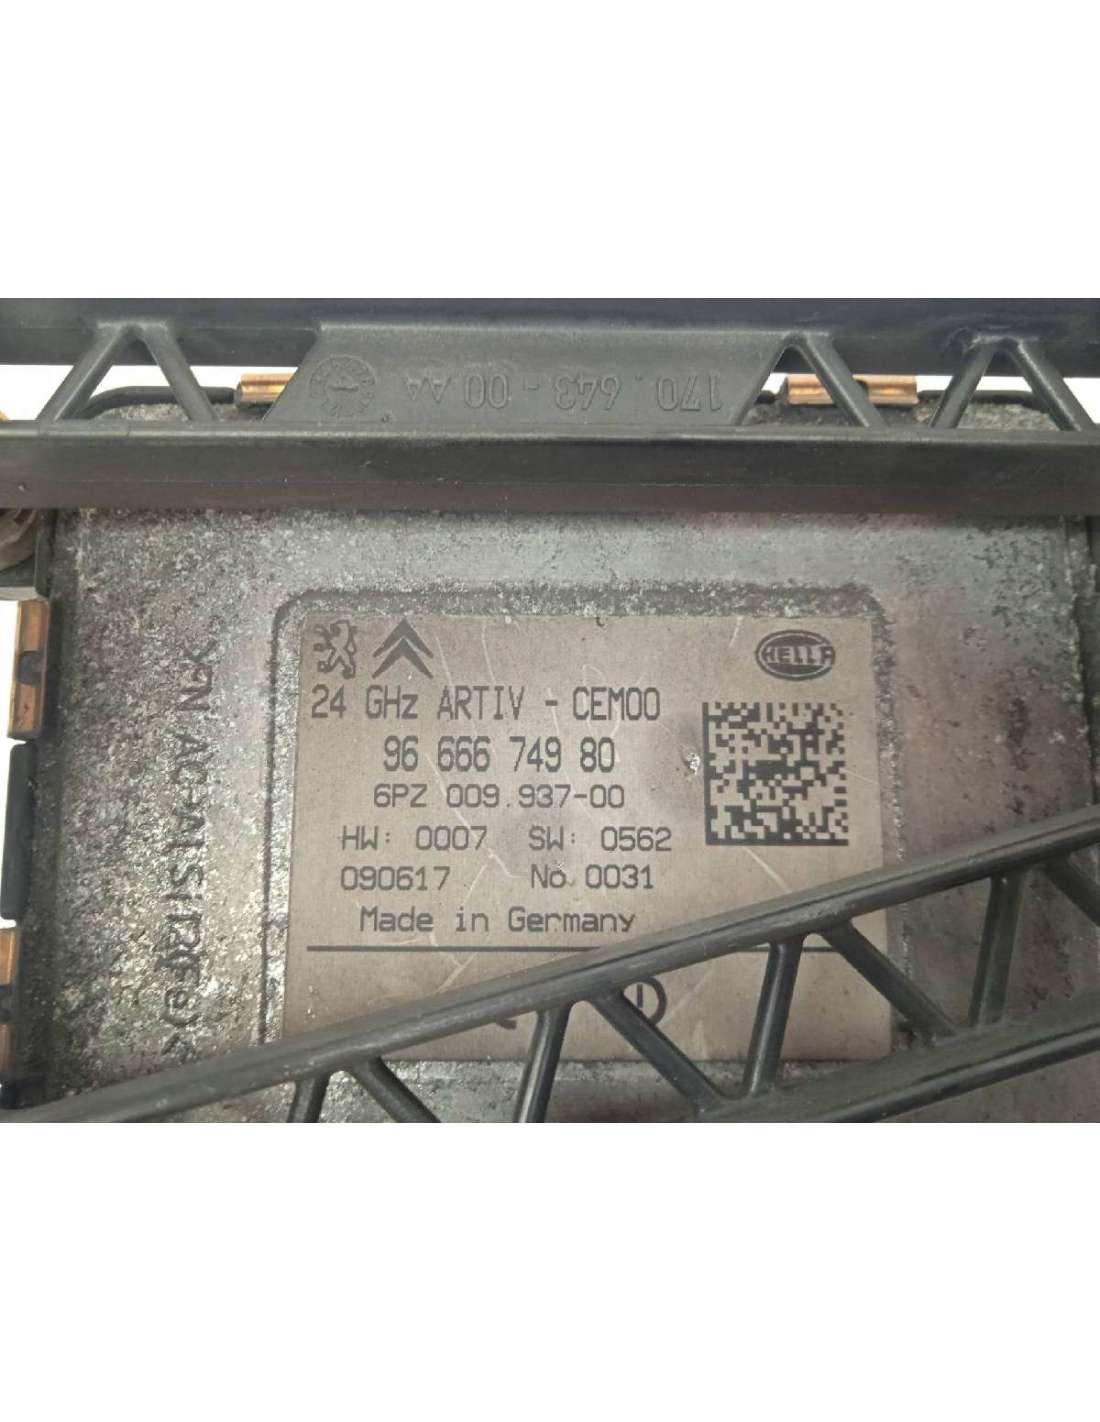 170.643-00 AA
HELLA
24 GHz ARTIV - CEM00
96 666 749 80
6PZ 009.937-00
HW: 0007 SW: 0562
090617 No.0031
Made in Germany